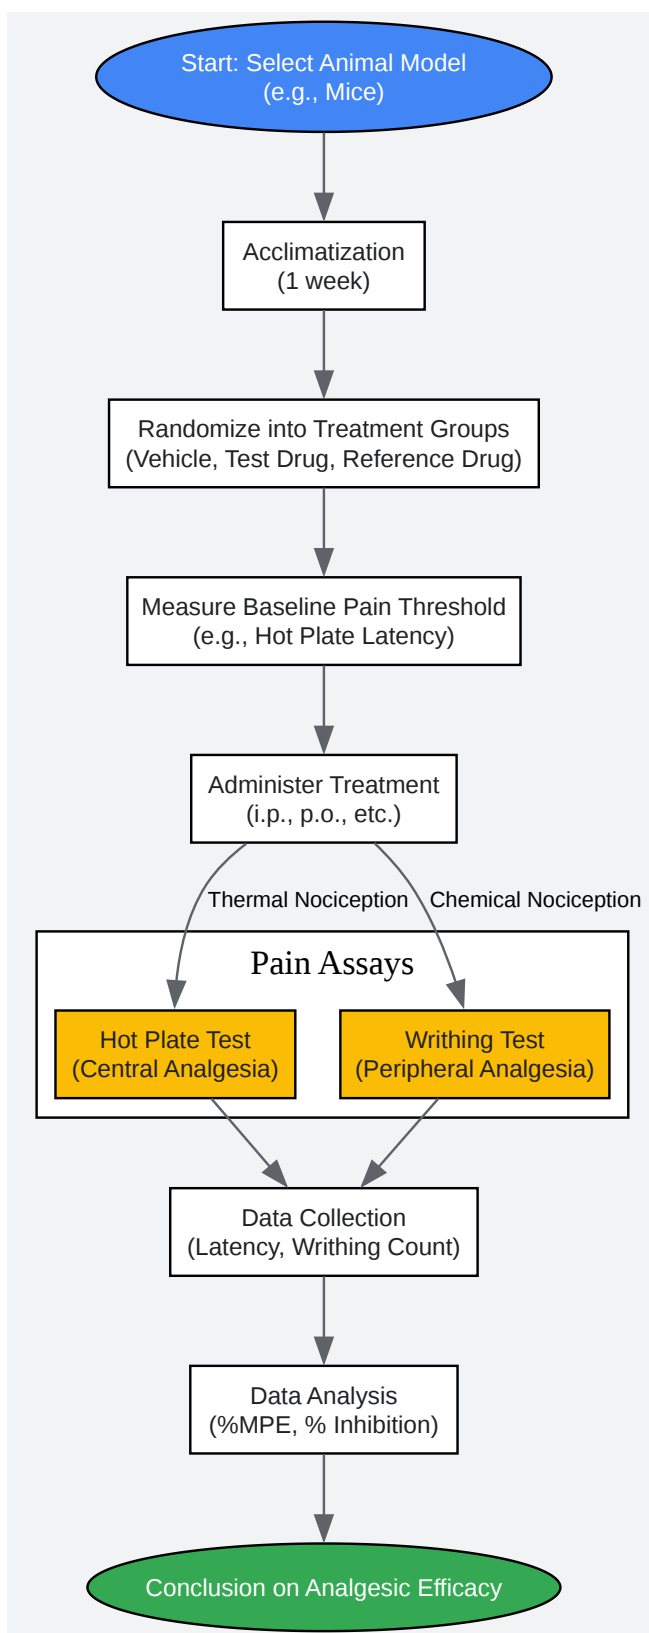 Start: Select Animal Model
(e.g., Mice)
Acclimatization
(1 week)
Randomize into Treatment Groups
(Vehicle, Test Drug, Reference Drug)
Measure Baseline Pain Threshold
(e.g., Hot Plate Latency)
Administer Treatment
(i.p., p.o., etc.)
Thermal Nociception
Chemical Nociception
Pain Assays
Hot Plate Test
(Central Analgesia)
Writhing Test
(Peripheral Analgesia)
Data Collection
(Latency, Writhing Count)
Data Analysis
(%MPE, % Inhibition)
Conclusion on Analgesic Efficacy